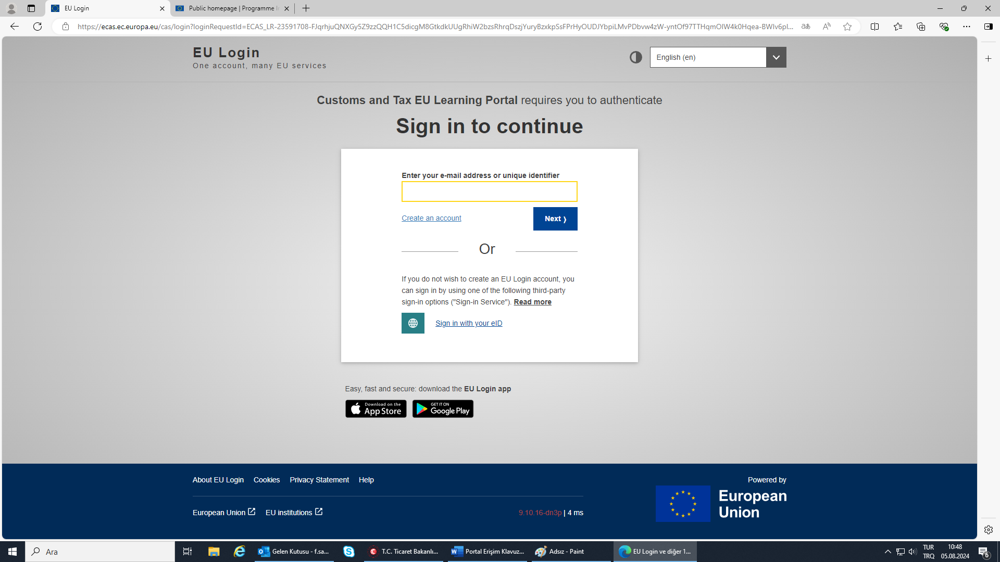 EU Login
Public homepage | Programme I
https://ecas.ec.europa.eu/cas/login?loginRequestId=ECAS_LR-23591708-FJqrhjuQNXGy5Z9zzQQH1C5dicgM8GtkdkUUgRhiW2bzsRhrqDszjYuryBzxkpSsFPrHyOUDJYbpiLMvPDbvw4zW-yntOf97TTHqmOIW4k0Hqea-BWIv6pI...
EU Login
One account, many EU services
English (en)
Customs and Tax EU Learning Portal requires you to authenticate
Sign in to continue
Enter your e-mail address or unique identifier
Create an account
Next ❭
Or
If you do not wish to create an EU Login account, you
can sign in by using one of the following third-party
sign-in options ("Sign-in Service"). Read more
Sign in with your eID
Easy, fast and secure: download the EU Login app
Download on the
App Store
GET IT ON
Google Play
About EU Login Cookies Privacy Statement Help
Powered by
European
Union
European Union EU institutions
9.10.16-dn3p | 4 ms
Ara
Gelen Kutusu - f.sa...
T.C. Ticaret Bakanlı...
Portal Erişim Klavuz...
Adsız - Paint
EU Login ve diğer 1...
TUR
TRQ
10:48
05.08.2024
6